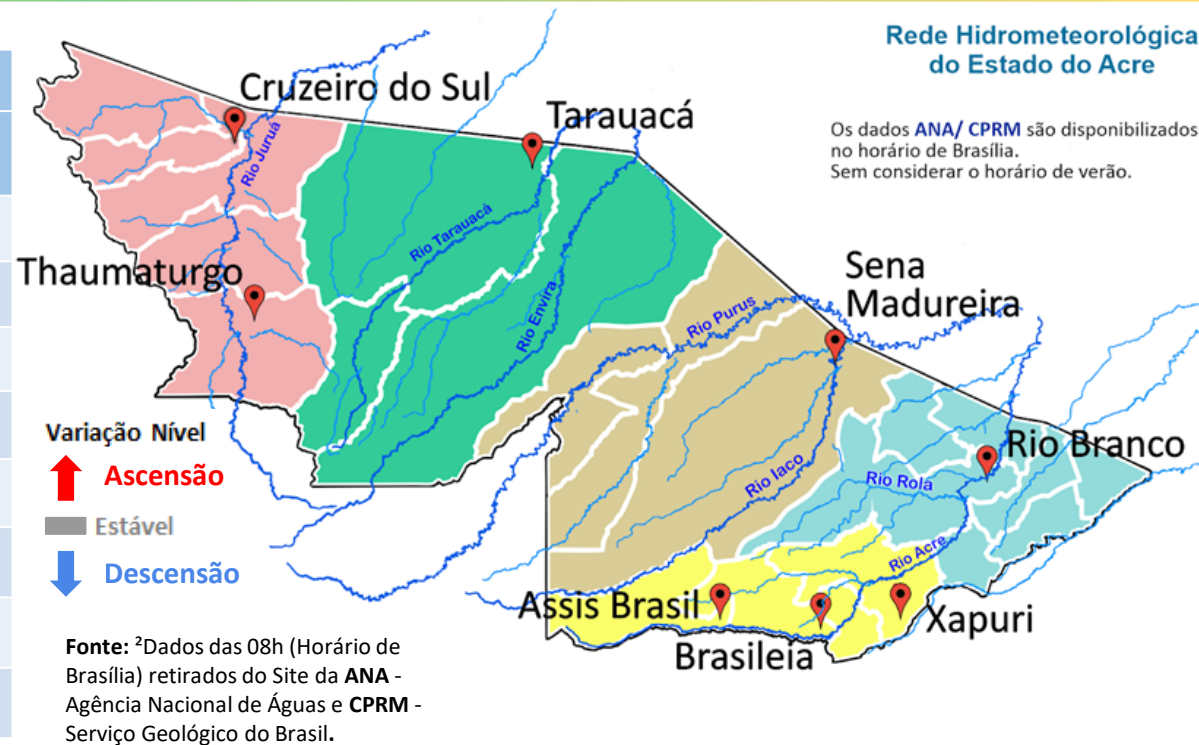 Rede Hidrometeorológica
do Estado do Acre
Os dados ANA/ CPRM são disponibilizados
no horário de Brasília.
Sem considerar o horário de verão.
Cruzeiro do Sul
Tarauacá
Rio Juruá
Rio Tarauacá
Thaumaturgo
Rio Envira
Sena
Madureira
Rio Purus
Variação Nível
Ascensão
Estável
Descensão
Rio Branco
Rio Iaco
Rio Rola
Rio Acre
Assis Brasil
Xapuri
Brasileia
Fonte: ²Dados das 08h (Horário de
Brasília) retirados do Site da ANA -
Agência Nacional de Águas e CPRM -
Serviço Geológico do Brasil.